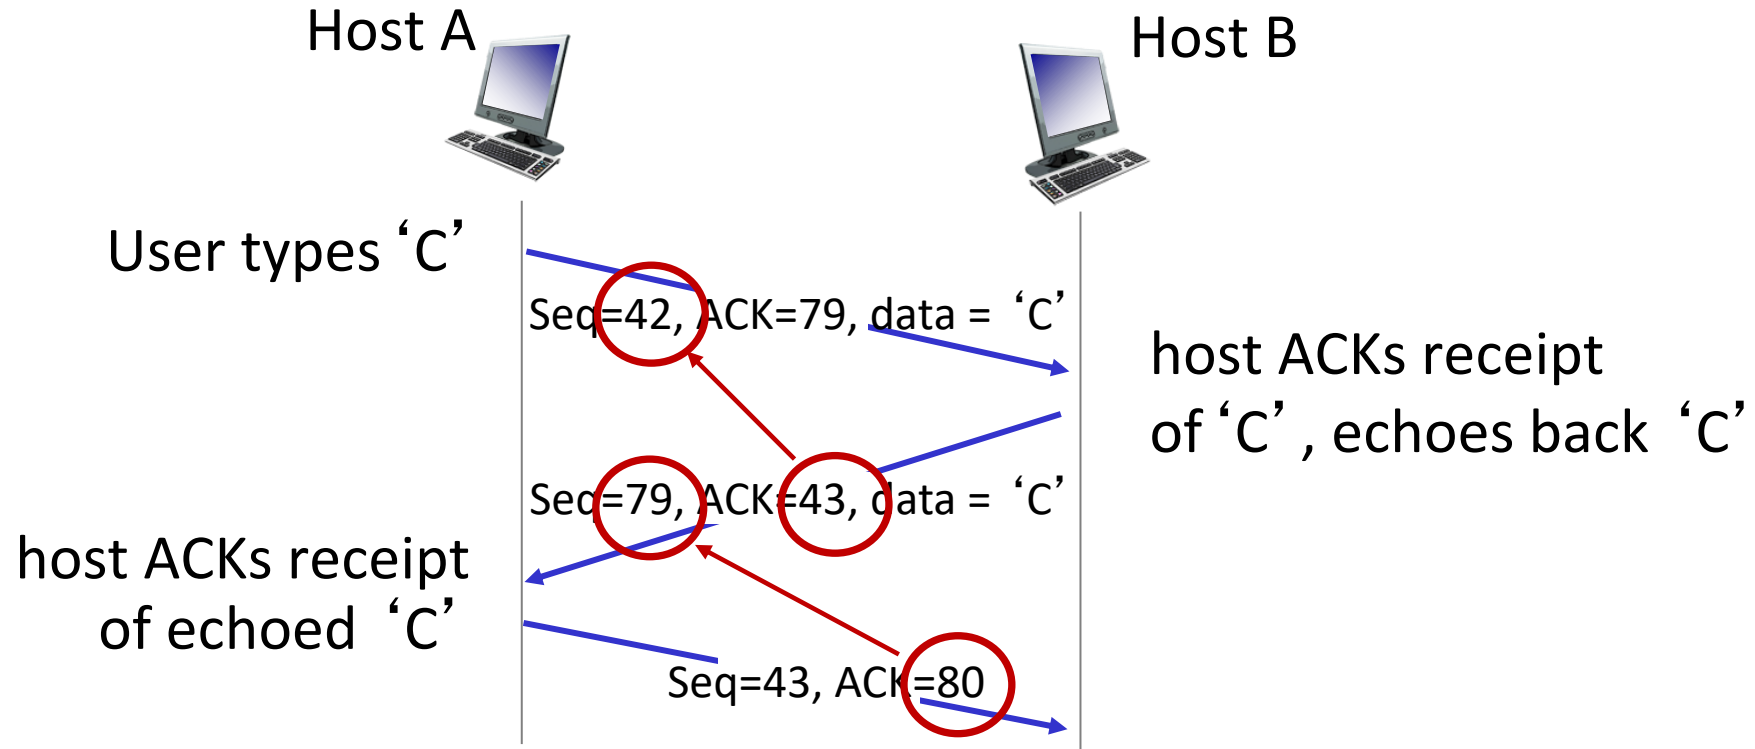 Host A
Host B
User types ‘C’
Seq=42, ACK=79, data = ‘C’
host ACKs receipt
of ‘C’, echoes back ‘C’
Seq=79, ACK=43, data = ‘C’
host ACKs receipt
of echoed ‘C’
Seq=43, ACK=80